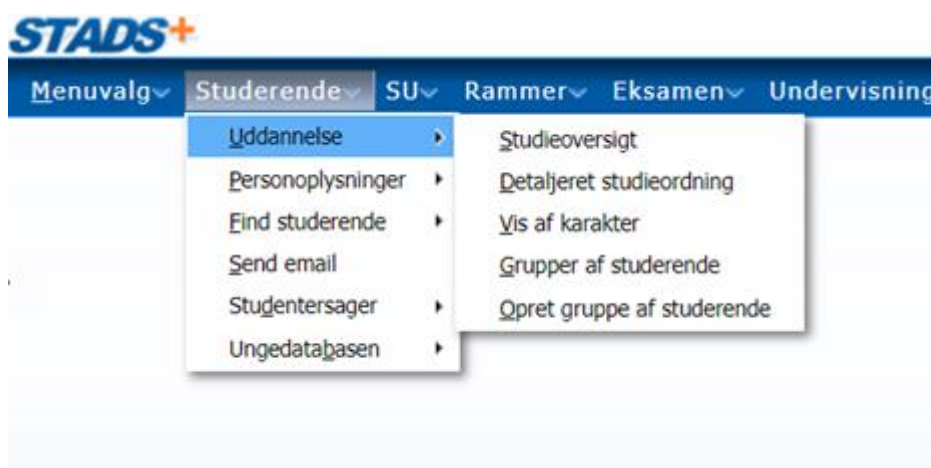 STADS+
Menuvalg Studerende SU Rammer Eksamen Undervisning
Uddannelse
Personoplysninger
Find studerende
Send email
Studentersager
Ungedatabasen
Studieoversigt
Detaljeret studieordning
Vis af karakter
Grupper af studerende
Opret gruppe af studerende